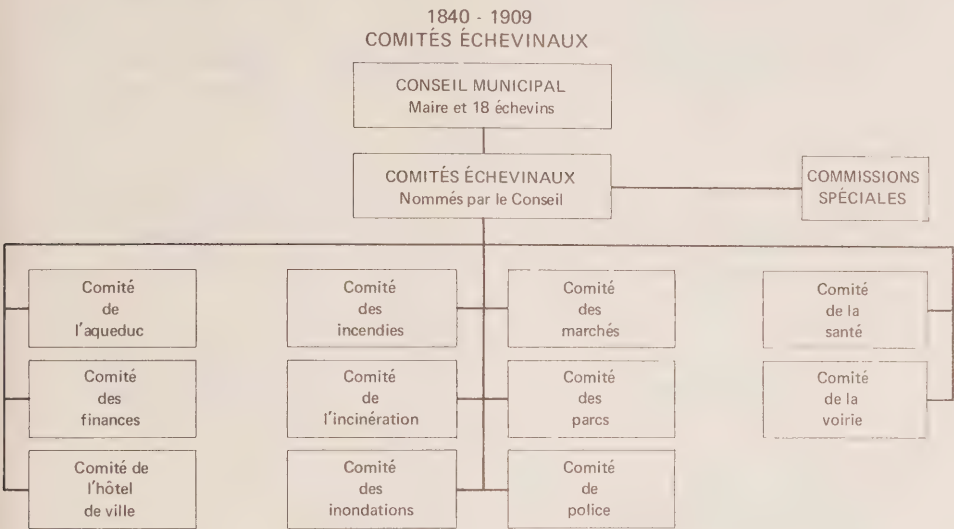 1840 - 1909
COMITÉS ÉCHEVINAUX
CONSEIL MUNICIPAL
Maire et 18 échevins
COMITÉS ÉCHEVINAUX
Nommés par le Conseil
COMMISSIONS
SPÉCIALES
Comité
de
l'aqueduc
Comité
des
incendies
Comité
des
marchés
Comité
de la
santé
Comité
des
finances
Comité
de
l'incinération
Comité
des
parcs
Comité
de la
voirie
Comité de
l'hôtel
de ville
Comité
des
inondations
Comité
de
police